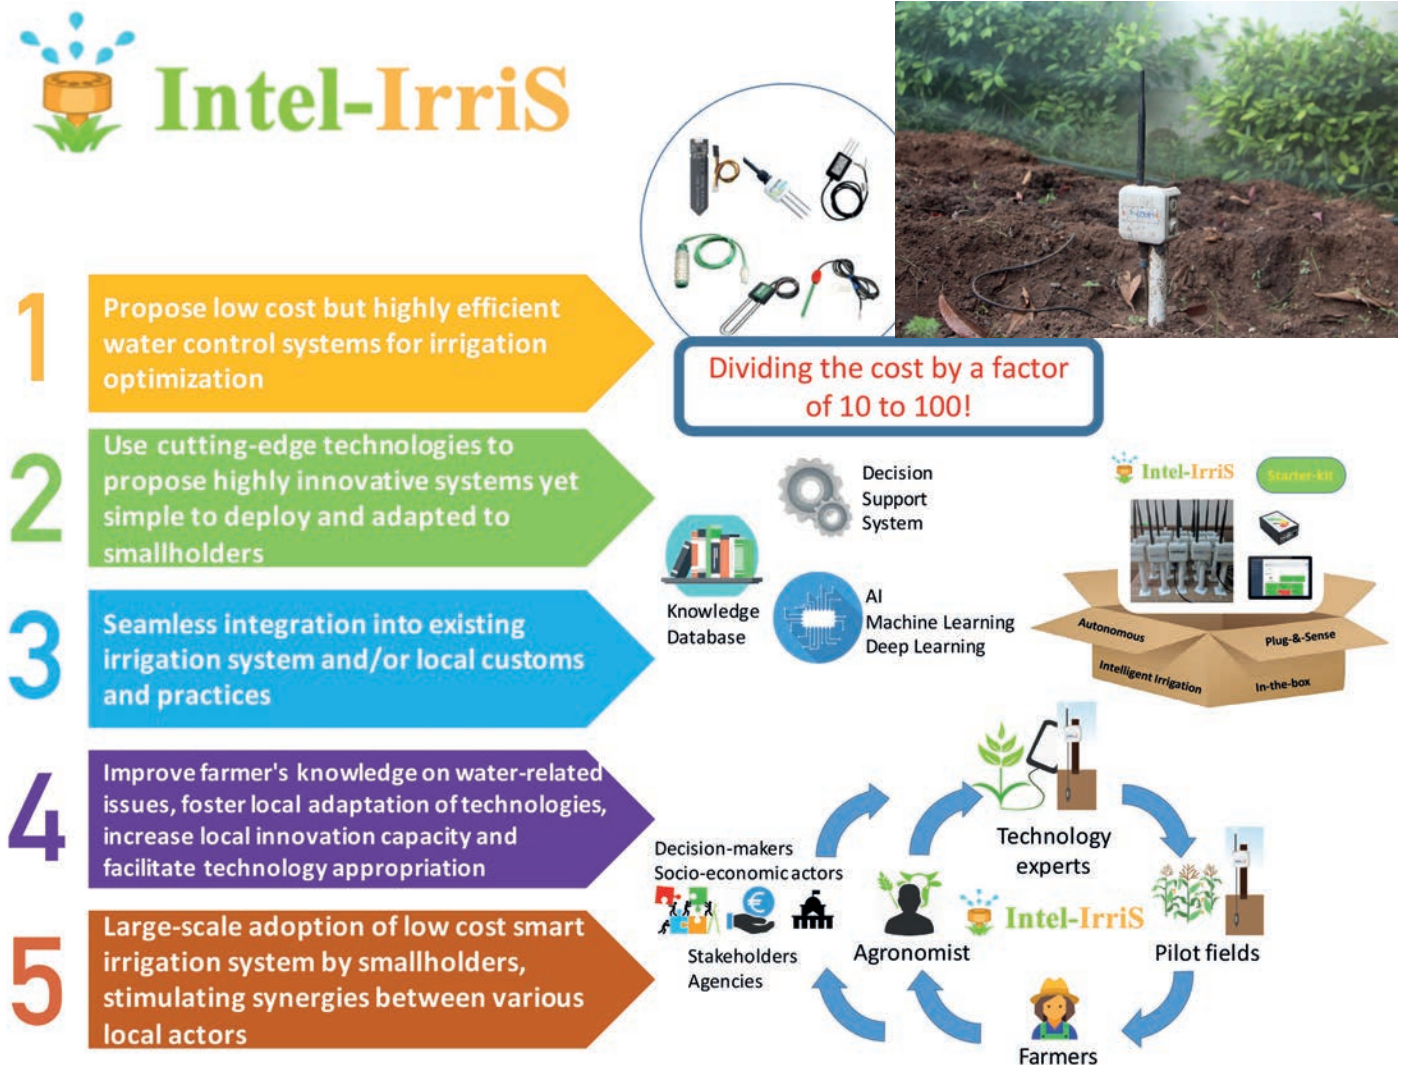 Intel-IrriS
1
Propose low cost but highly efficient
water control systems for irrigation
optimization
Dividing the cost by a factor
of 10 to 100!
2
Use cutting-edge technologies to
propose highly innovative systems yet
simple to deploy and adapted to
smallholders
Decision
Support
System
Knowledge
Database
AI
Machine Learning
Deep Learning
Intel-IrriS
Starter-kit
Autonomous
Plug-&-Sense
Intelligent Irrigation
In-the-box
3
Seamless integration into existing
irrigation system and/or local customs
and practices
4
Improve farmer's knowledge on water-related
issues, foster local adaptation of technologies,
increase local innovation capacity and
facilitate technology appropriation
5
Large-scale adoption of low cost smart
irrigation system by smallholders,
stimulating synergies between various
local actors
Decision-makers
Socio-economic actors
Stakeholders
Agencies
Agronomist
Technology
experts
Intel-IrriS
Pilot fields
Farmers